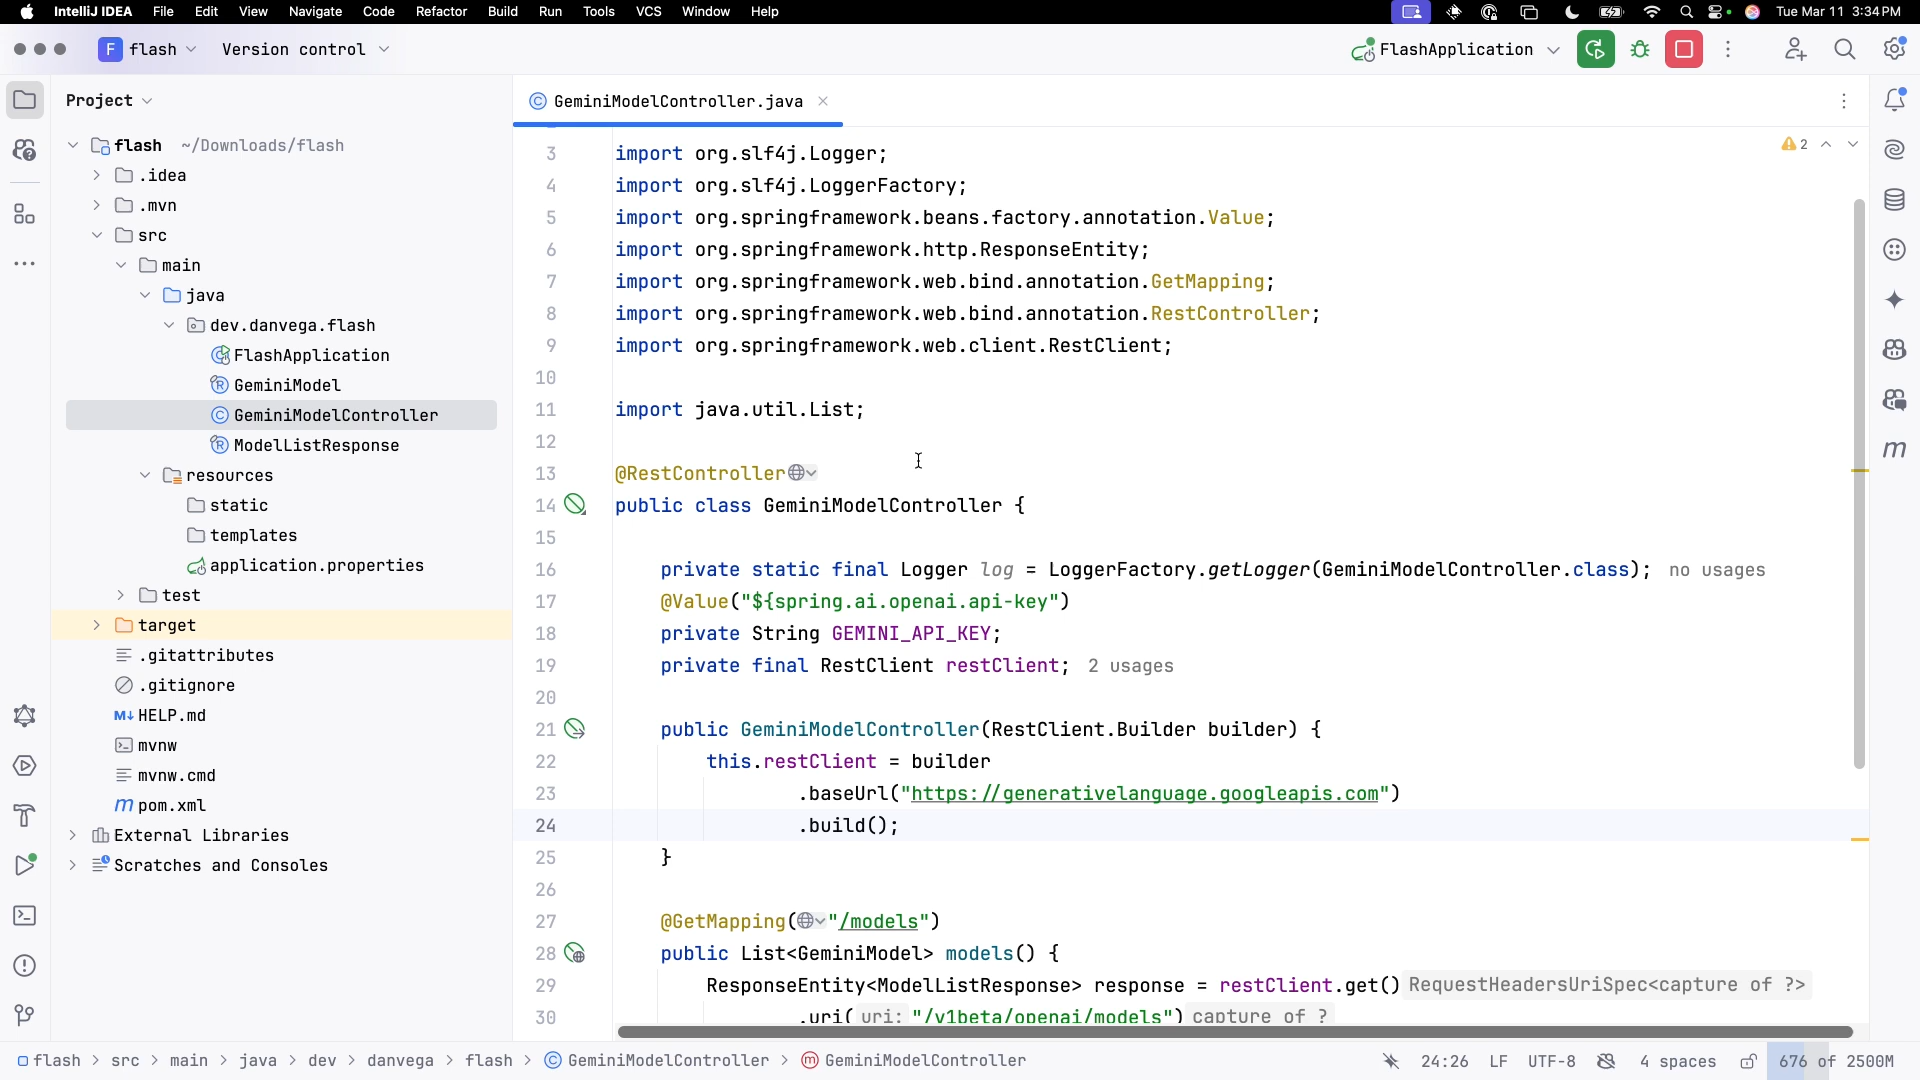 IntelliJ IDEA File Edit View Navigate Code Refactor Build Run Tools VCS Window Help Tue Mar 11 3:34 PM
F flash Version control FlashApplication
Project
flash ~/Downloads/flash
.idea
.mvn
src
main
java
dev.danvega.flash
FlashApplication
GeminiModel
GeminiModelController
ModelListResponse
resources
static
templates
application.properties
test
target
.gitattributes
.gitignore
M↓ HELP.md
mvnw
mvnw.cmd
m pom.xml
External Libraries
Scratches and Consoles
GeminiModelController.java
2
3 import org.slf4j.Logger;
4 import org.slf4j.LoggerFactory;
5 import org.springframework.beans.factory.annotation.Value;
6 import org.springframework.http.ResponseEntity;
7 import org.springframework.web.bind.annotation.GetMapping;
8 import org.springframework.web.bind.annotation.RestController;
9 import org.springframework.web.client.RestClient;
10
11 import java.util.List;
12
13 @RestController
14 public class GeminiModelController {
15
16 private static final Logger log = LoggerFactory.getLogger(GeminiModelController.class); no usages
17 @Value("${spring.ai.openai.api-key")
18 private String GEMINI_API_KEY;
19 private final RestClient restClient; 2 usages
20
21 public GeminiModelController(RestClient.Builder builder) {
22 this.restClient = builder
23 .baseUrl("https://generativelanguage.googleapis.com")
24 .build();
25 }
26
27 @GetMapping("/models")
28 public List<GeminiModel> models() {
29 ResponseEntity<ModelListResponse> response = restClient.get() RequestHeadersUriSpec<capture of ?>
30 .uri( uri: "/v1beta/openai/models") capture of ?
m
flash > src > main > java > dev > danvega > flash > GeminiModelController > GeminiModelController 24:26 LF UTF-8 4 spaces 676 of 2500M